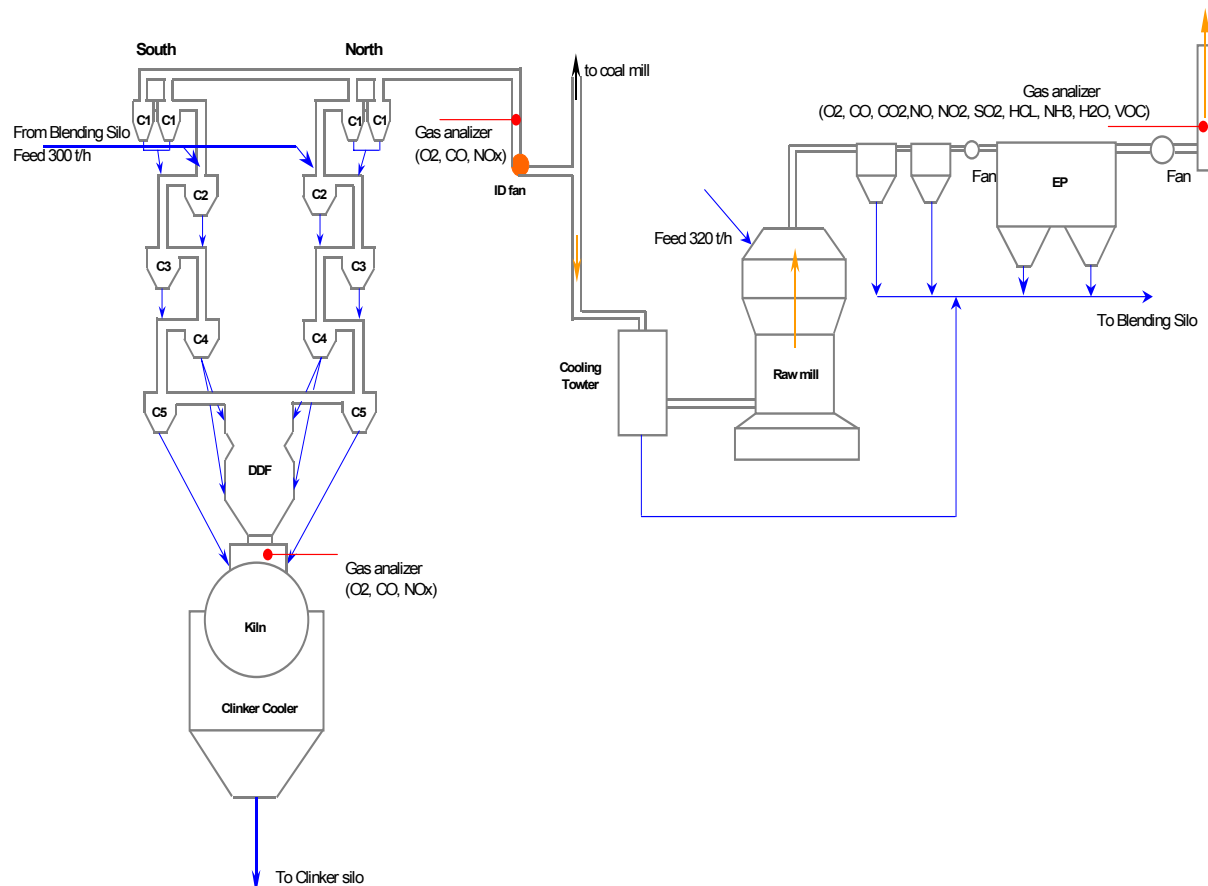 South
North
to coal mill
Gas analizer
(O2, CO, CO2,NO, NO2, SO2, HCL, NH3, H2O, VOC)
C1
C1
C1
C1
From Blending Silo
Feed 300 t/h
Gas analizer
(O2, CO, NOx)
ID fan
Fan
EP
Fan
C2
C2
Feed 320 t/h
C3
C3
To Blending Silo
C4
C4
Cooling
Towter
Raw mill
C5
C5
DDF
Gas analizer
(O2, CO, NOx)
Kiln
Clinker Cooler
To Clinker silo